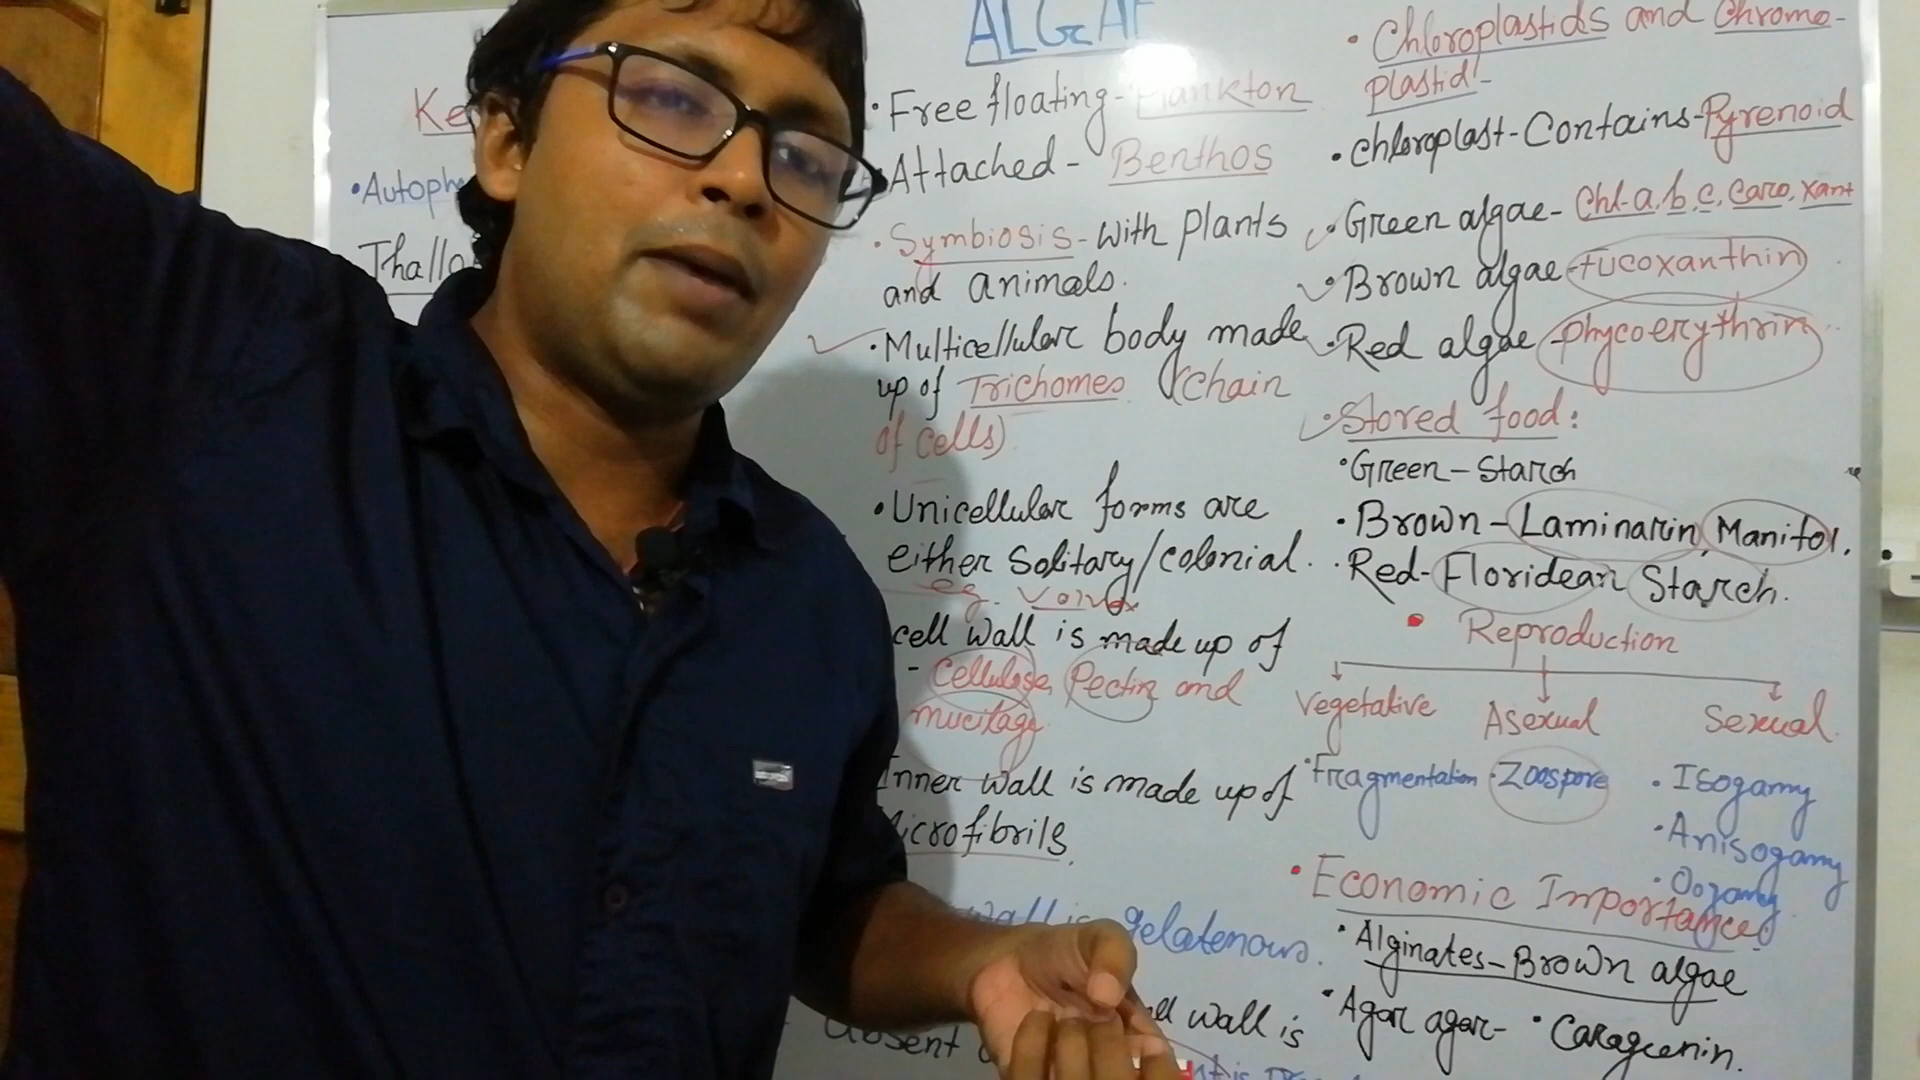 ALGAE
Ke
• Autoph
Thallo
• Free floating - Plankton
• Attached - Benthos
• Symbiosis - with plants
and animals.
• Multicellular body made
up of Trichomes (Chain
of cells)
• Unicellular forms are
either Solitary/colonial.
eg. Volvox
cell wall is made up of
- Cellulose, Pectin and
mucilage
Inner wall is made up of
Microfibrils.
wall is gelatenous.
ell wall is
absent
• Chloroplastids and Chromo-
plastid
• chloroplast - Contains - Pyrenoid
• Green algae - Chl-a, b, c, Caro, Xant
• Brown algae - fucoxanthin
• Red algae - phycoerythrin
• Stored food:
• Green - Starch
• Brown - Laminarin, Manitol.
• Red - Floridean Starch.
• Reproduction
Vegetative Asexual Sexual
• Fragmentation • Zoospore • Isogamy
• Anisogamy
• Oogamy
• Economic Importance
• Alginates - Brown algae
• Agar agar - • Carageenin.